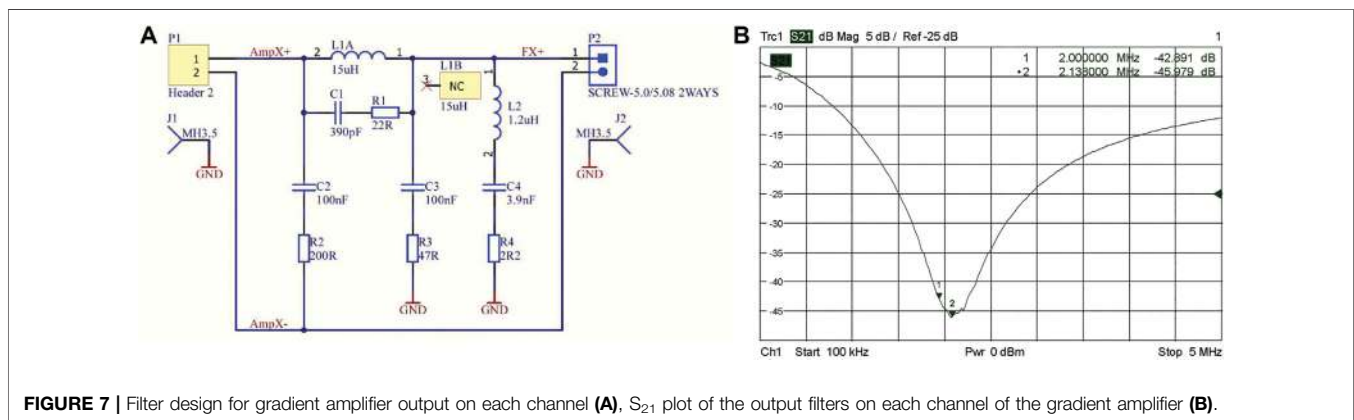 A
P1
1
2
Header 2
AmpX+
2
L1A
1
15uH
C1
390pF
R1
22R
L1B
3
NC
15uH
FX+
1
2
P2
SCREW-5.0/5.08 2WAYS
1
L2
1.2uH
2
J1
MH3.5
GND
J2
MH3.5
GND
C2
100nF
R2
200R
C3
100nF
R3
47R
GND
C4
3.9nF
R4
2R2
GND
AmpX-
B
Trc1 S21 dB Mag 5 dB / Ref -25 dB
1
S21
1 2.000000 MHz -42.891 dB
•2 2.138000 MHz -45.979 dB
-5
-10
-15
-20
-25
-30
-35
-40
-45
1
2
Ch1 Start 100 kHz Pwr 0 dBm Stop 5 MHz
FIGURE 7 | Filter design for gradient amplifier output on each channel (A), S21 plot of the output filters on each channel of the gradient amplifier (B).